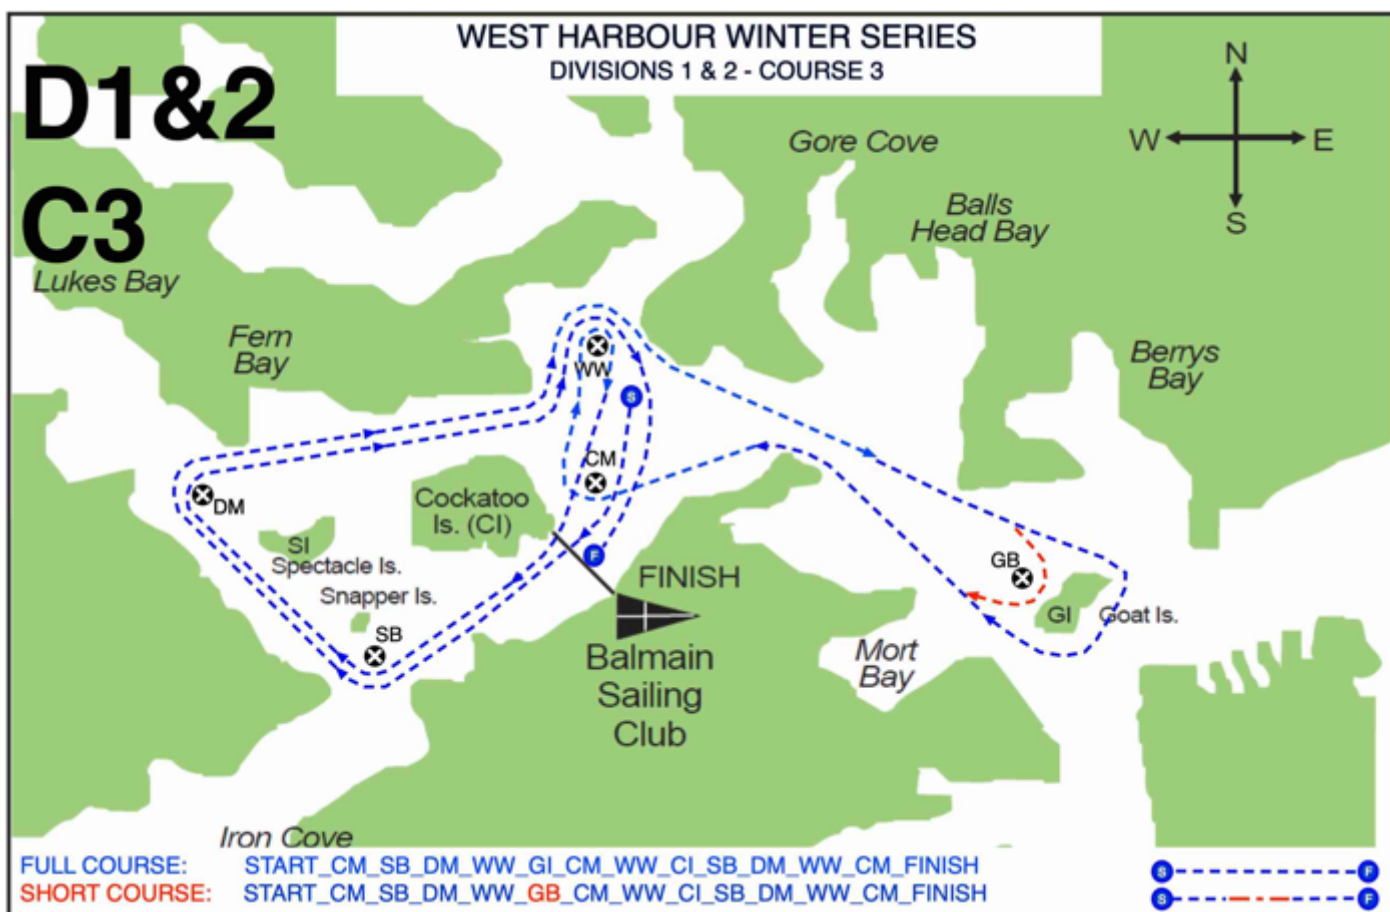 WEST HARBOUR WINTER SERIES
DIVISIONS 1 & 2 - COURSE 3
D1&2
C3
N
W
E
S
Gore Cove
Balls
Head Bay
Lukes Bay
Fern
Bay
Berrys
Bay
WW
S
CM
DM
Cockatoo
Is. (CI)
SI
Spectacle Is.
Snapper Is.
SB
F
FINISH
GB
GI
Goat Is.
Balmain
Sailing
Club
Mort
Bay
Iron Cove
FULL COURSE: START_CM_SB_DM_WW_GI_CM_WW_CI_SB_DM_WW_CM_FINISH
S F
SHORT COURSE: START_CM_SB_DM_WW_GB_CM_WW_CI_SB_DM_WW_CM_FINISH
S F